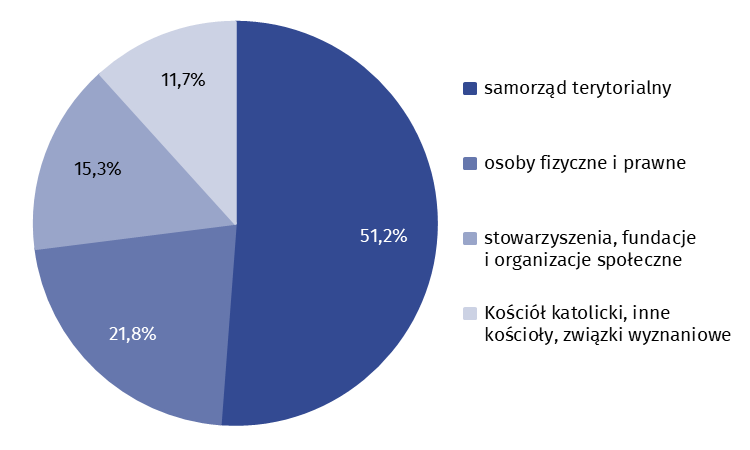 11,7%
15,3%
51,2%
21,8%
samorząd terytorialny
osoby fizyczne i prawne
stowarzyszenia, fundacje
i organizacje społeczne
Kościół katolicki, inne
kościoły, związki wyznaniowe